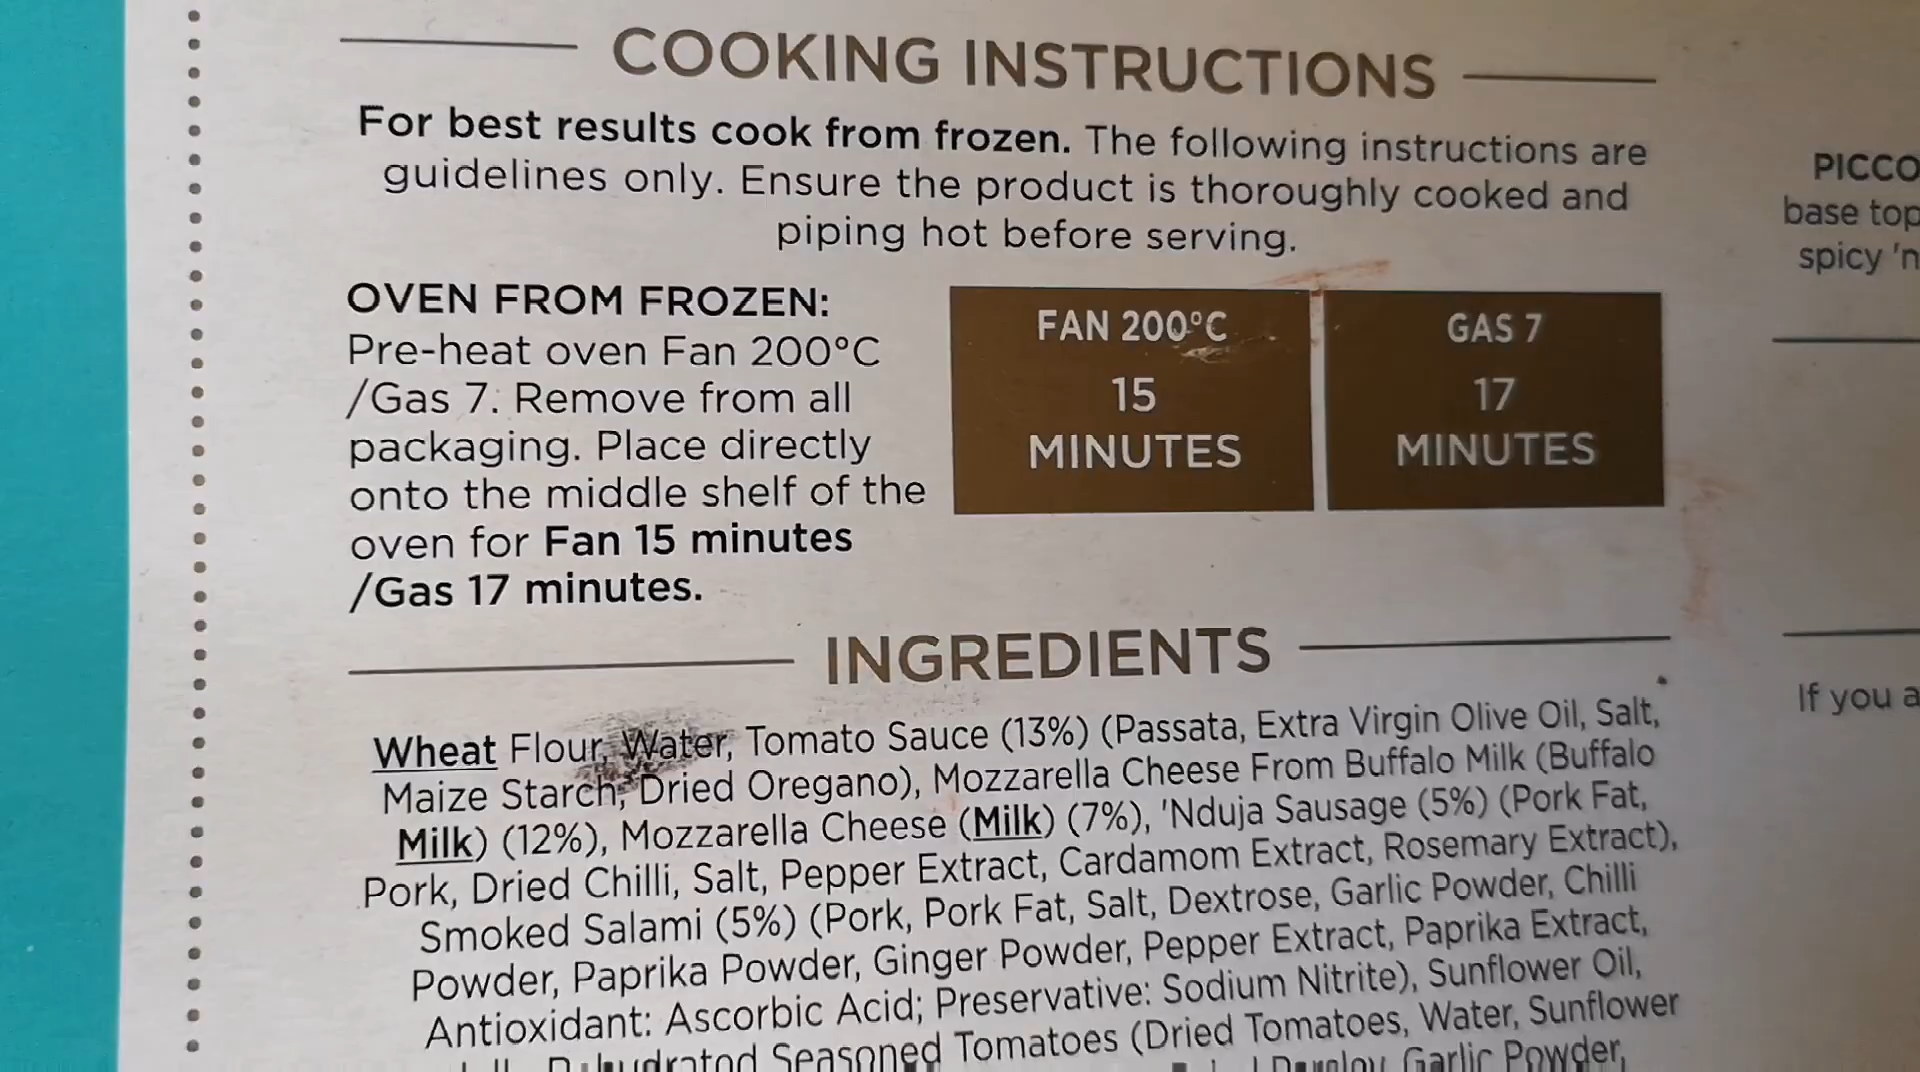 COOKING INSTRUCTIONS
For best results cook from frozen. The following instructions are
guidelines only. Ensure the product is thoroughly cooked and
piping hot before serving.
OVEN FROM FROZEN:
Pre-heat oven Fan 200°C
/Gas 7. Remove from all
packaging. Place directly
onto the middle shelf of the
oven for Fan 15 minutes
/Gas 17 minutes.
FAN 200°C
15
MINUTES
GAS 7
17
MINUTES
INGREDIENTS
Wheat Flour, Water, Tomato Sauce (13%) (Passata, Extra Virgin Olive Oil, Salt,
Maize Starch, Dried Oregano), Mozzarella Cheese From Buffalo Milk (Buffalo
Milk) (12%), Mozzarella Cheese (Milk) (7%), 'Nduja Sausage (5%) (Pork Fat,
Pork, Dried Chilli, Salt, Pepper Extract, Cardamom Extract, Rosemary Extract),
Smoked Salami (5%) (Pork, Pork Fat, Salt, Dextrose, Garlic Powder, Chilli
Powder, Paprika Powder, Ginger Powder, Pepper Extract, Paprika Extract,
Antioxidant: Ascorbic Acid; Preservative: Sodium Nitrite), Sunflower Oil,
Seasoned Tomatoes (Dried Tomatoes, Water, Sunflower
Garlic Powder,
PICCO
base top
spicy 'n
If you a